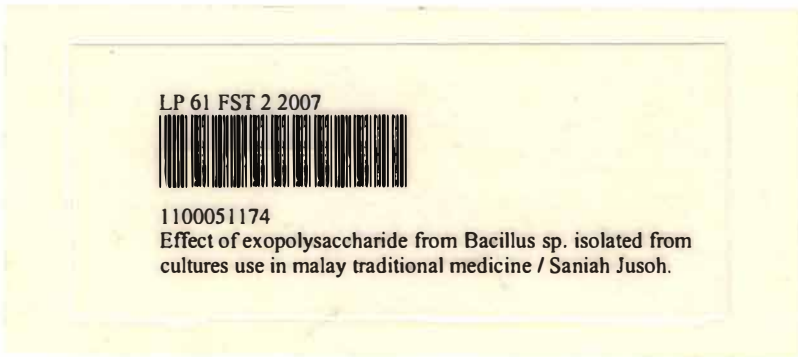 LP 61 FST 2 2007
1100051174
Effect of exopolysaccharide from Bacillus sp. isolated from
cultures use in malay traditional medicine / Saniah Jusoh.